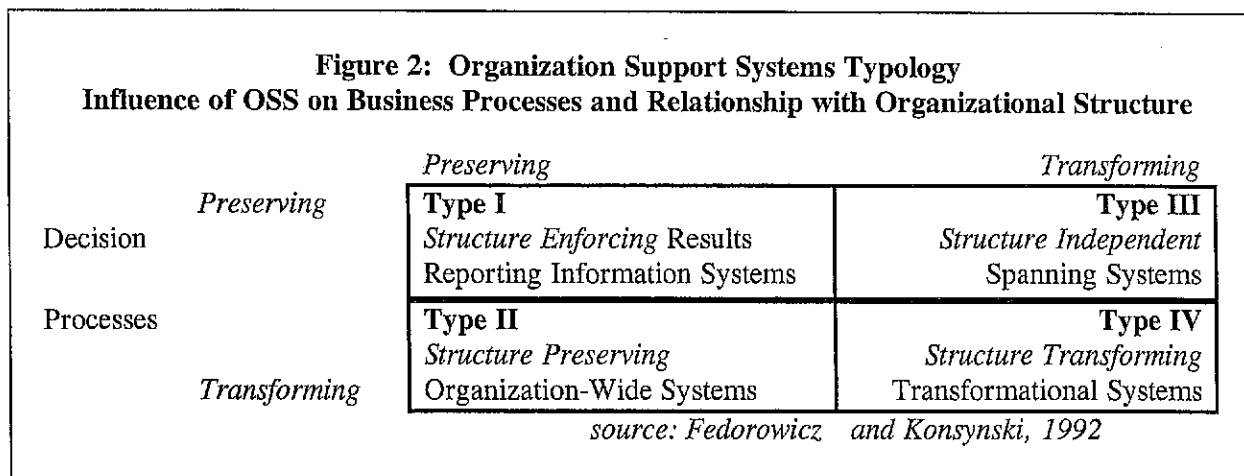 Figure 2: Organization Support Systems Typology
Influence of OSS on Business Processes and Relationship with Organizational Structure
Preserving Transforming
Preserving Type I Type III
Decision Structure Enforcing Results Structure Independent
Reporting Information Systems Spanning Systems
Processes Type II Type IV
Structure Preserving Structure Transforming
Transforming Organization-Wide Systems Transformational Systems
source: Fedorowicz and Konsynski, 1992